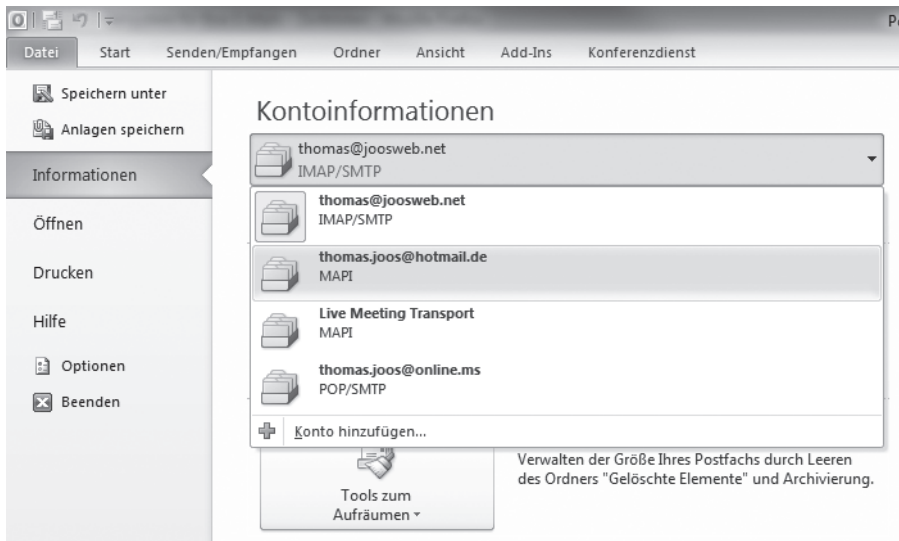 Datei Start Senden/Empfangen Ordner Ansicht Add-Ins Konferenzdienst
Speichern unter
Anlagen speichern
Informationen
Öffnen
Drucken
Hilfe
Optionen
Beenden
Kontoinformationen
thomas@joosweb.net
IMAP/SMTP
thomas@joosweb.net
IMAP/SMTP
thomas.joos@hotmail.de
MAPI
Live Meeting Transport
MAPI
thomas.joos@online.ms
POP/SMTP
Konto hinzufügen...
Tools zum
Aufräumen
Verwalten der Größe Ihres Postfachs durch Leeren
des Ordners "Gelöschte Elemente" und Archivierung.